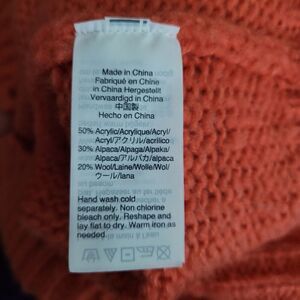 Made in China
Fabriqué en Chine
in China Hergestellt
Vervaardigd in China
中国製
Hecho en China
50% Acrylic/Acrylique/Acryl/
Acryl/アクリル/acrílico
30% Alpaca/Alpaga/Alpaka/
Alpaca/アルパカ/alpaca
20% Wool/Laine/Wolle/Wol/
ウール/lana
Hand wash cold
separately. Non chlorine
bleach only. Reshape and
lay flat to dry. Warm iron as
needed.